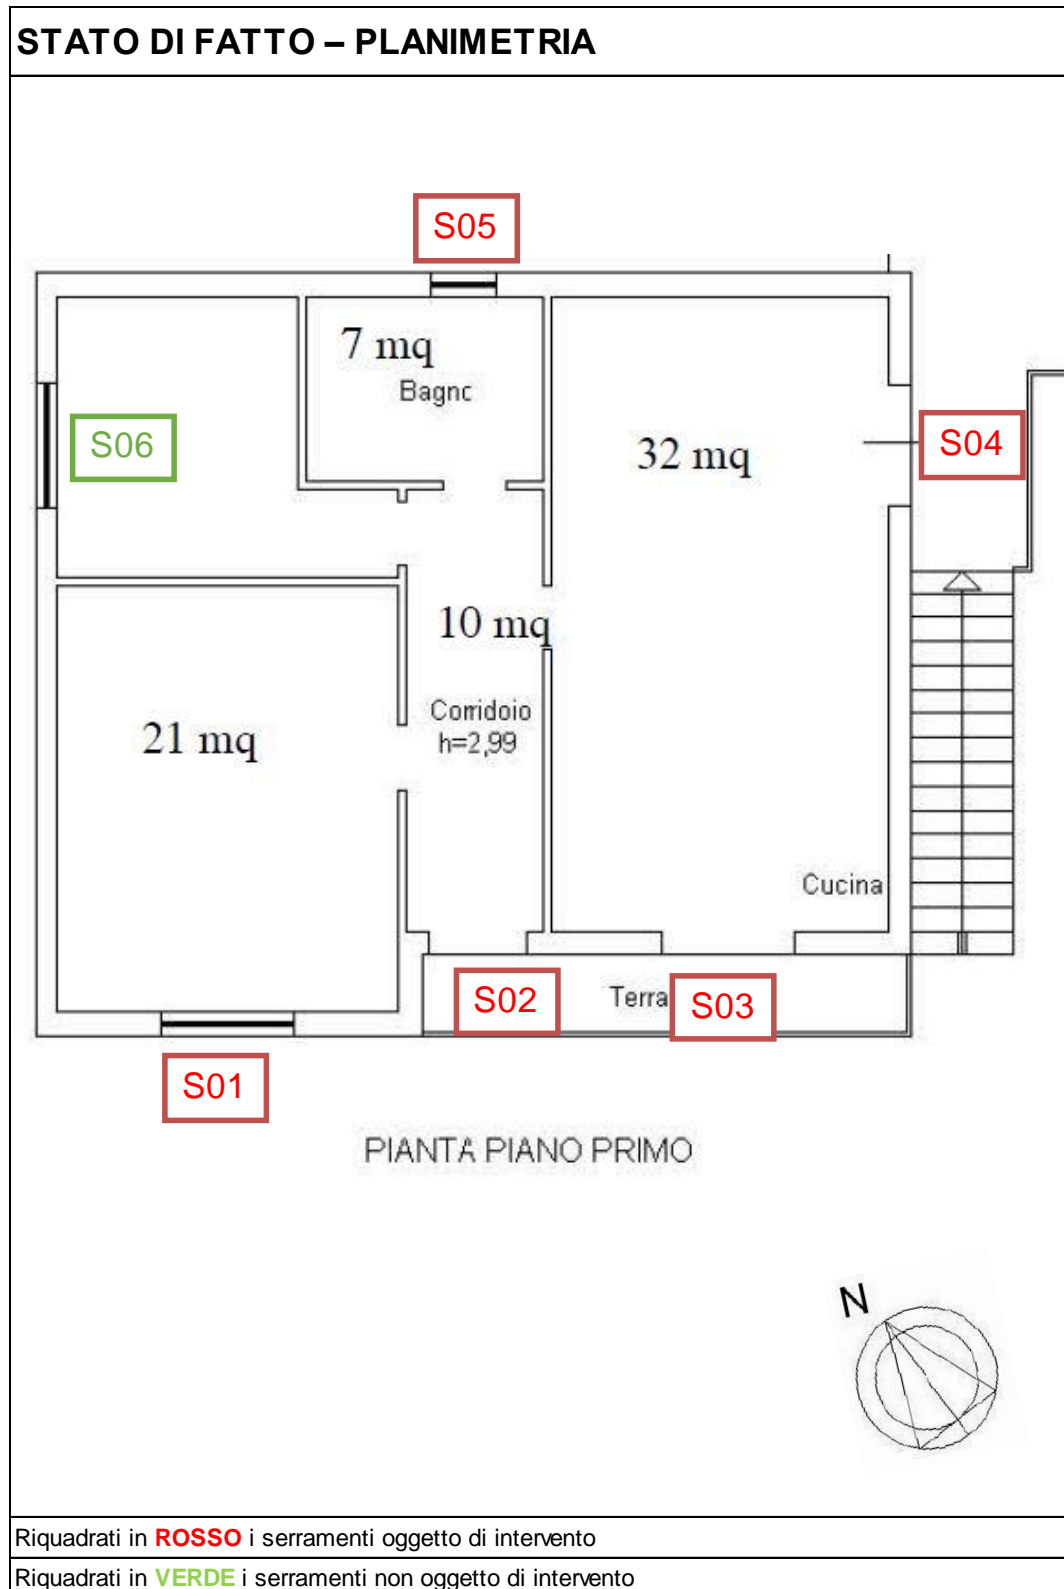 STATO DI FATTO – PLANIMETRIA
S05
7 mq
Bagno
S06
32 mq
S04
10 mq
Corridoio
h=2,99
21 mq
Cucina
S02
Terra
S03
S01
PIANTA PIANO PRIMO
N
Riquadrati in ROSSO i serramenti oggetto di intervento
Riquadrati in VERDE i serramenti non oggetto di intervento